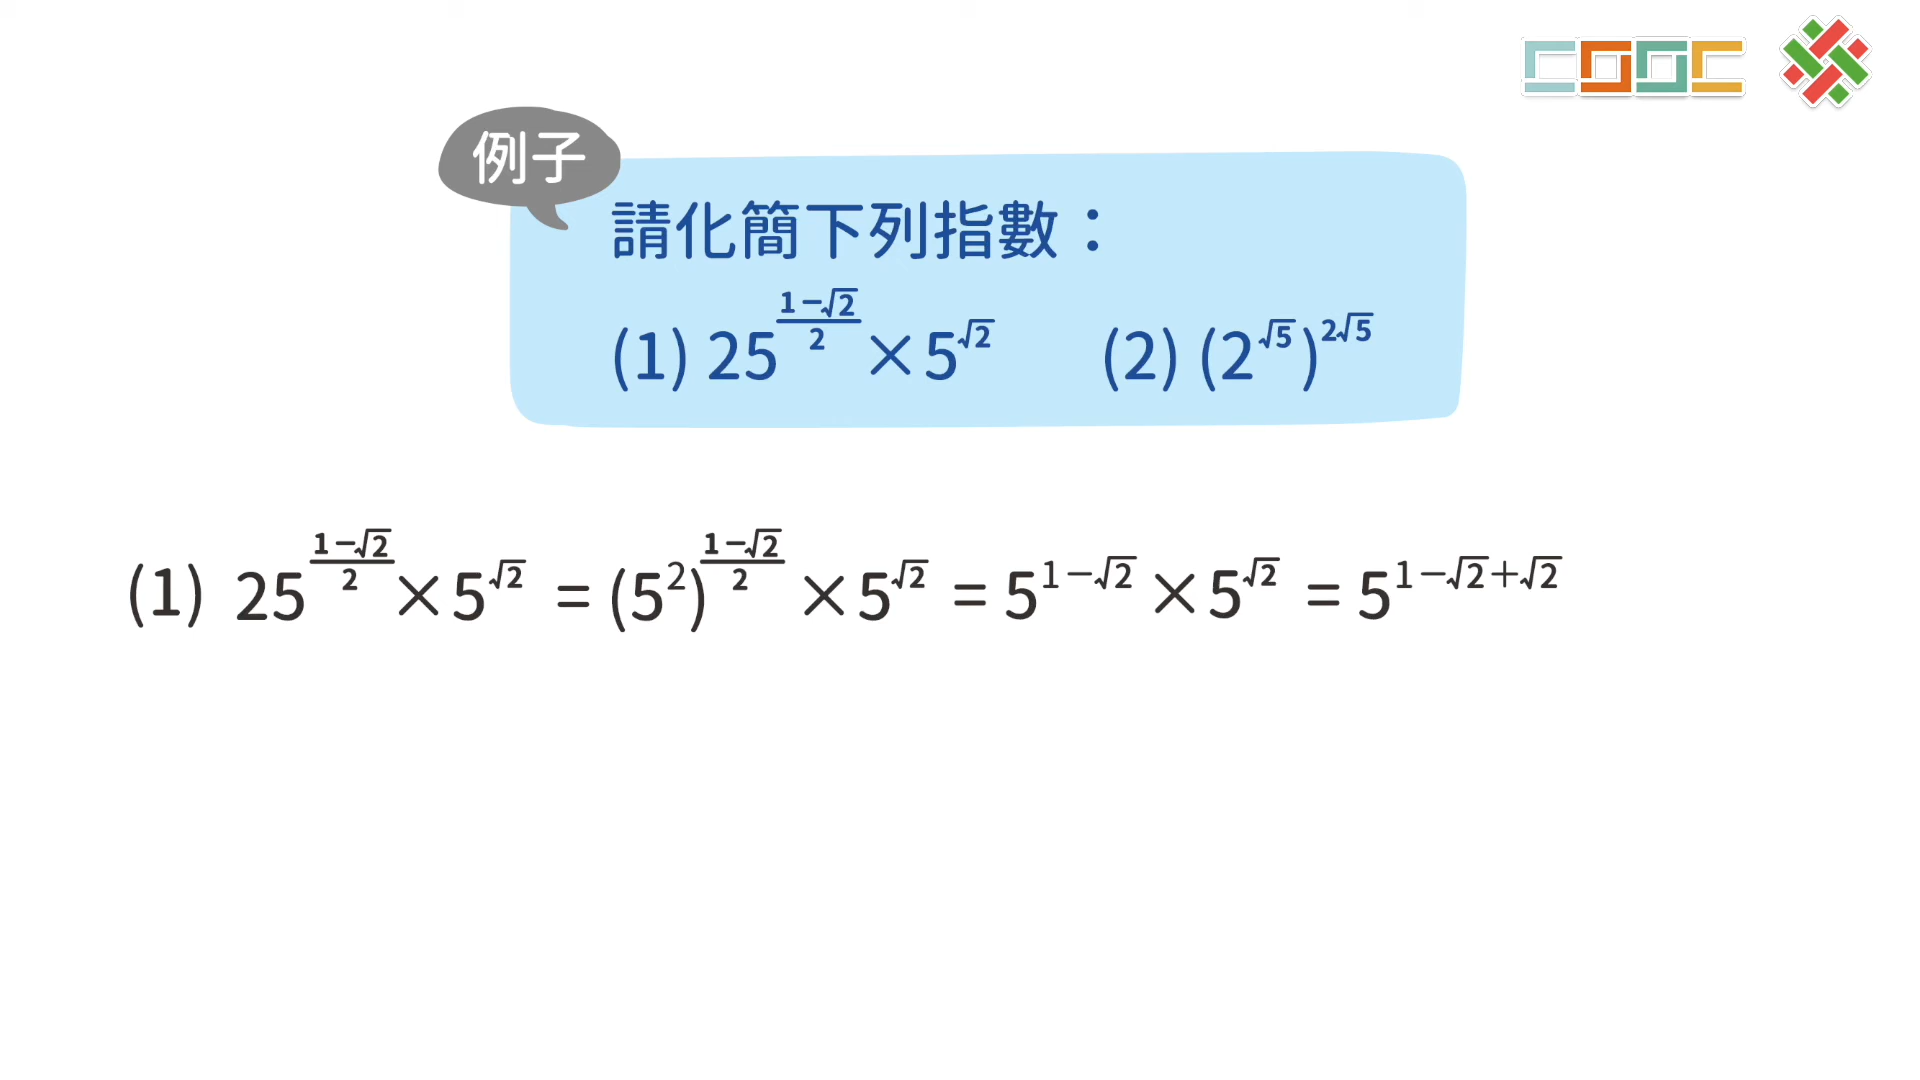 例子
請化簡下列指數：
(1) 25^((1−√2)/2) × 5^(√2) (2) (2^(√5))^(2√5)
(1) 25^((1−√2)/2) × 5^(√2) = (5^2)^((1−√2)/2) × 5^(√2) = 5^(1−√2) × 5^(√2) = 5^(1−√2+√2)